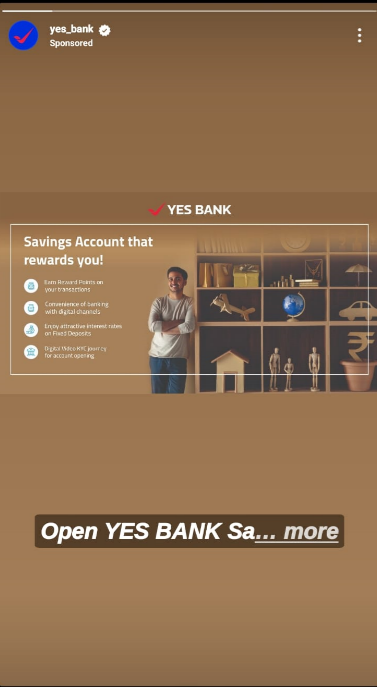 yes_bank
Sponsored
YES BANK
Savings Account that
rewards you!
Earn Reward Points on
your transactions
Convenience of banking
with digital channels
Enjoy attractive interest rates
on Fixed Deposits
Digital Video KYC journey
for account opening
₹
Open YES BANK Sa... more